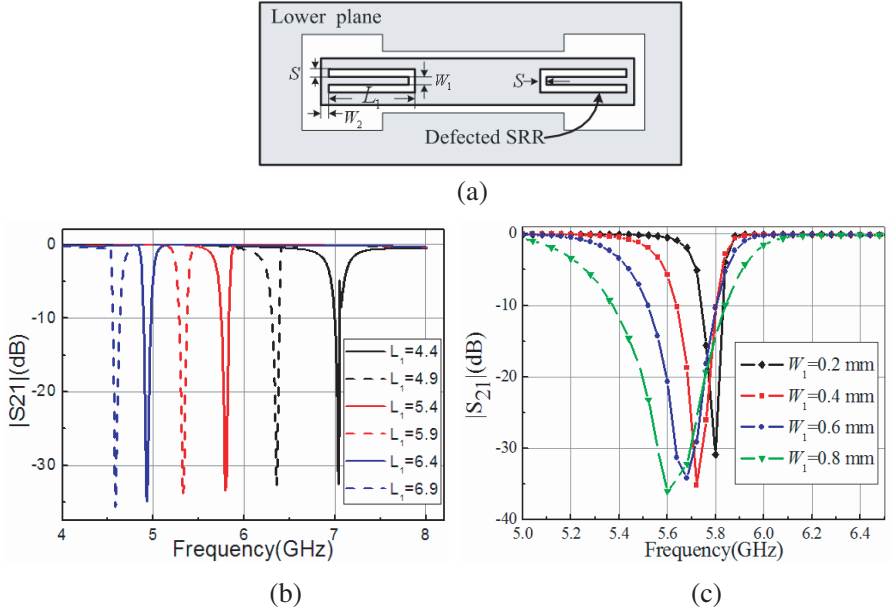 Lower plane
S
W₁
S
L₁
W₂
Defected SRR
(a)
0
-10
-20
-30
|S21|(dB)
L₁=4.4
L₁=4.9
L₁=5.4
L₁=5.9
L₁=6.4
L₁=6.9
4 5 6 7 8
Frequency(GHz)
(b)
0
-10
-20
-30
-40
|S₂₁|(dB)
W₁=0.2 mm
W₁=0.4 mm
W₁=0.6 mm
W₁=0.8 mm
5.0 5.2 5.4 5.6 5.8 6.0 6.2 6.4
Frequency(GHz)
(c)